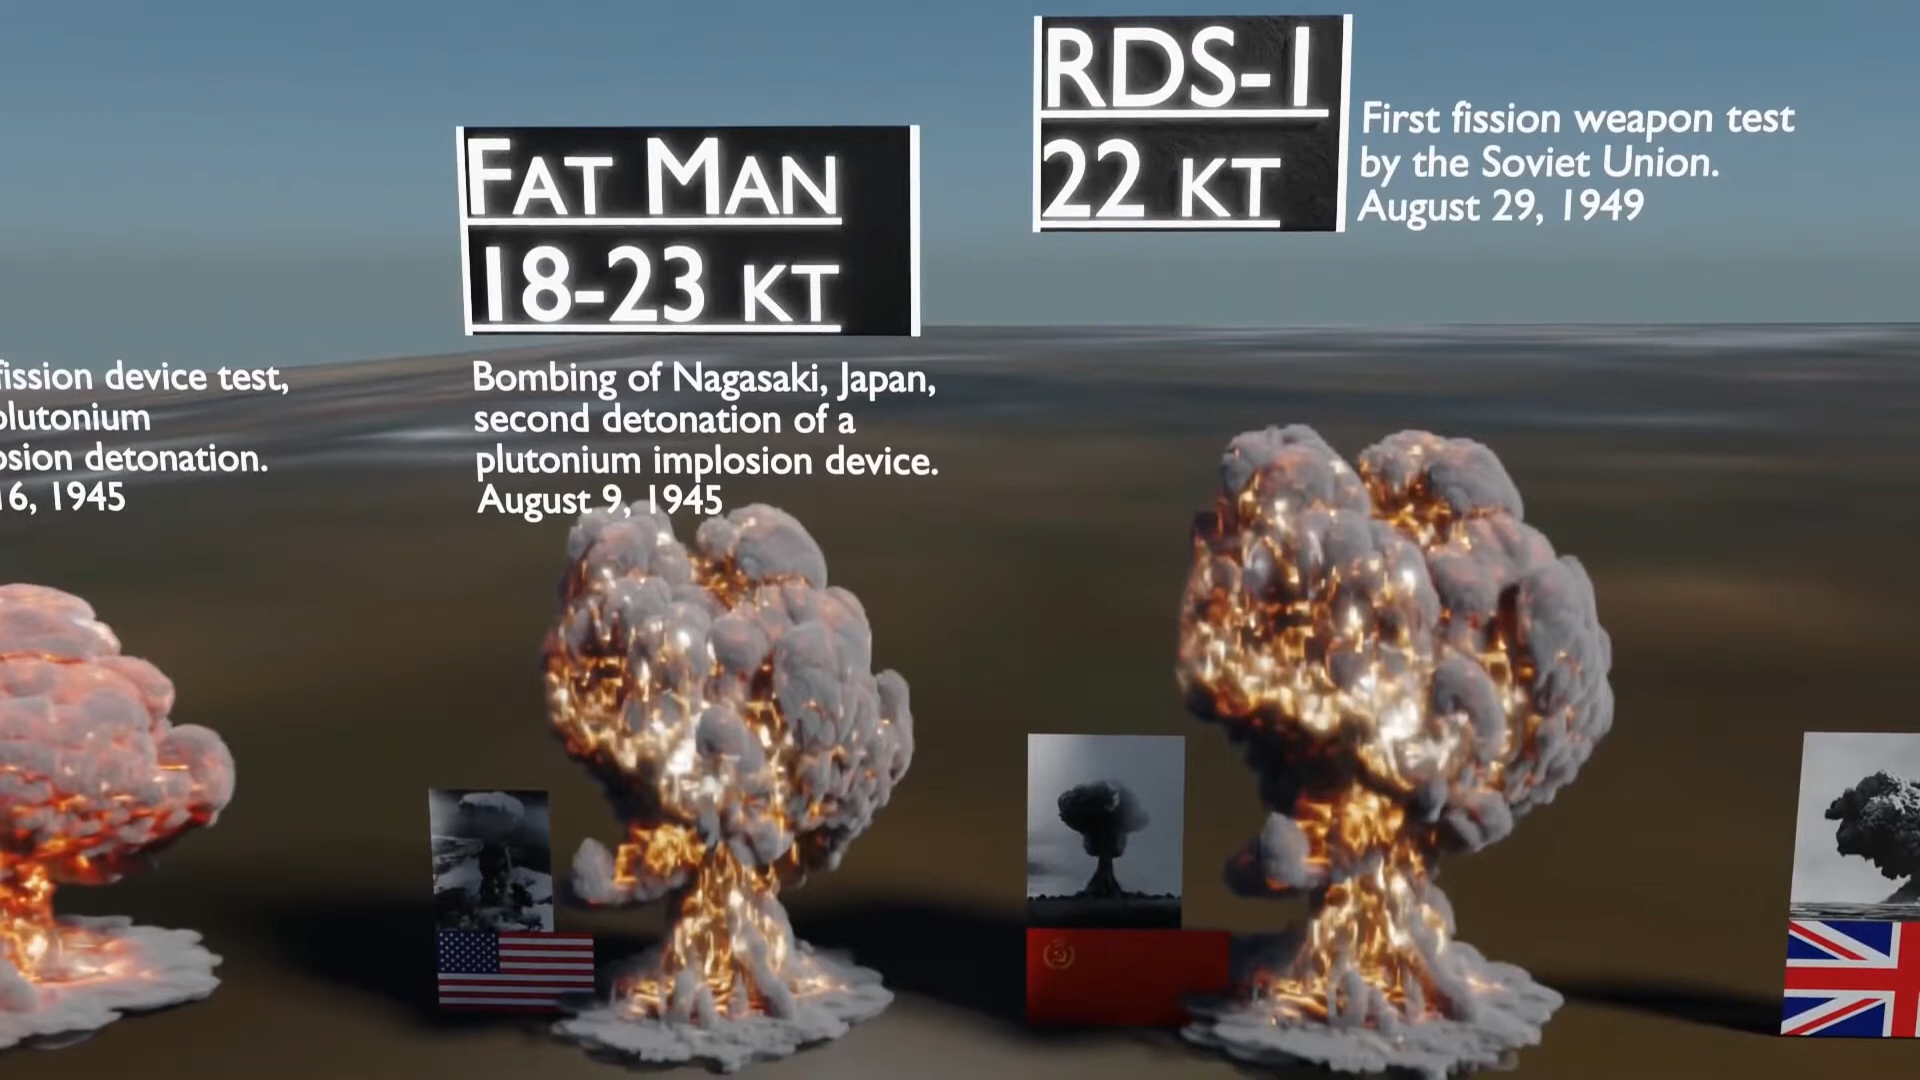 fission device test,
plutonium
detonation.
16, 1945
FAT MAN
18-23 KT
Bombing of Nagasaki, Japan,
second detonation of a
plutonium implosion device.
August 9, 1945
RDS-1
22 KT
First fission weapon test
by the Soviet Union.
August 29, 1949